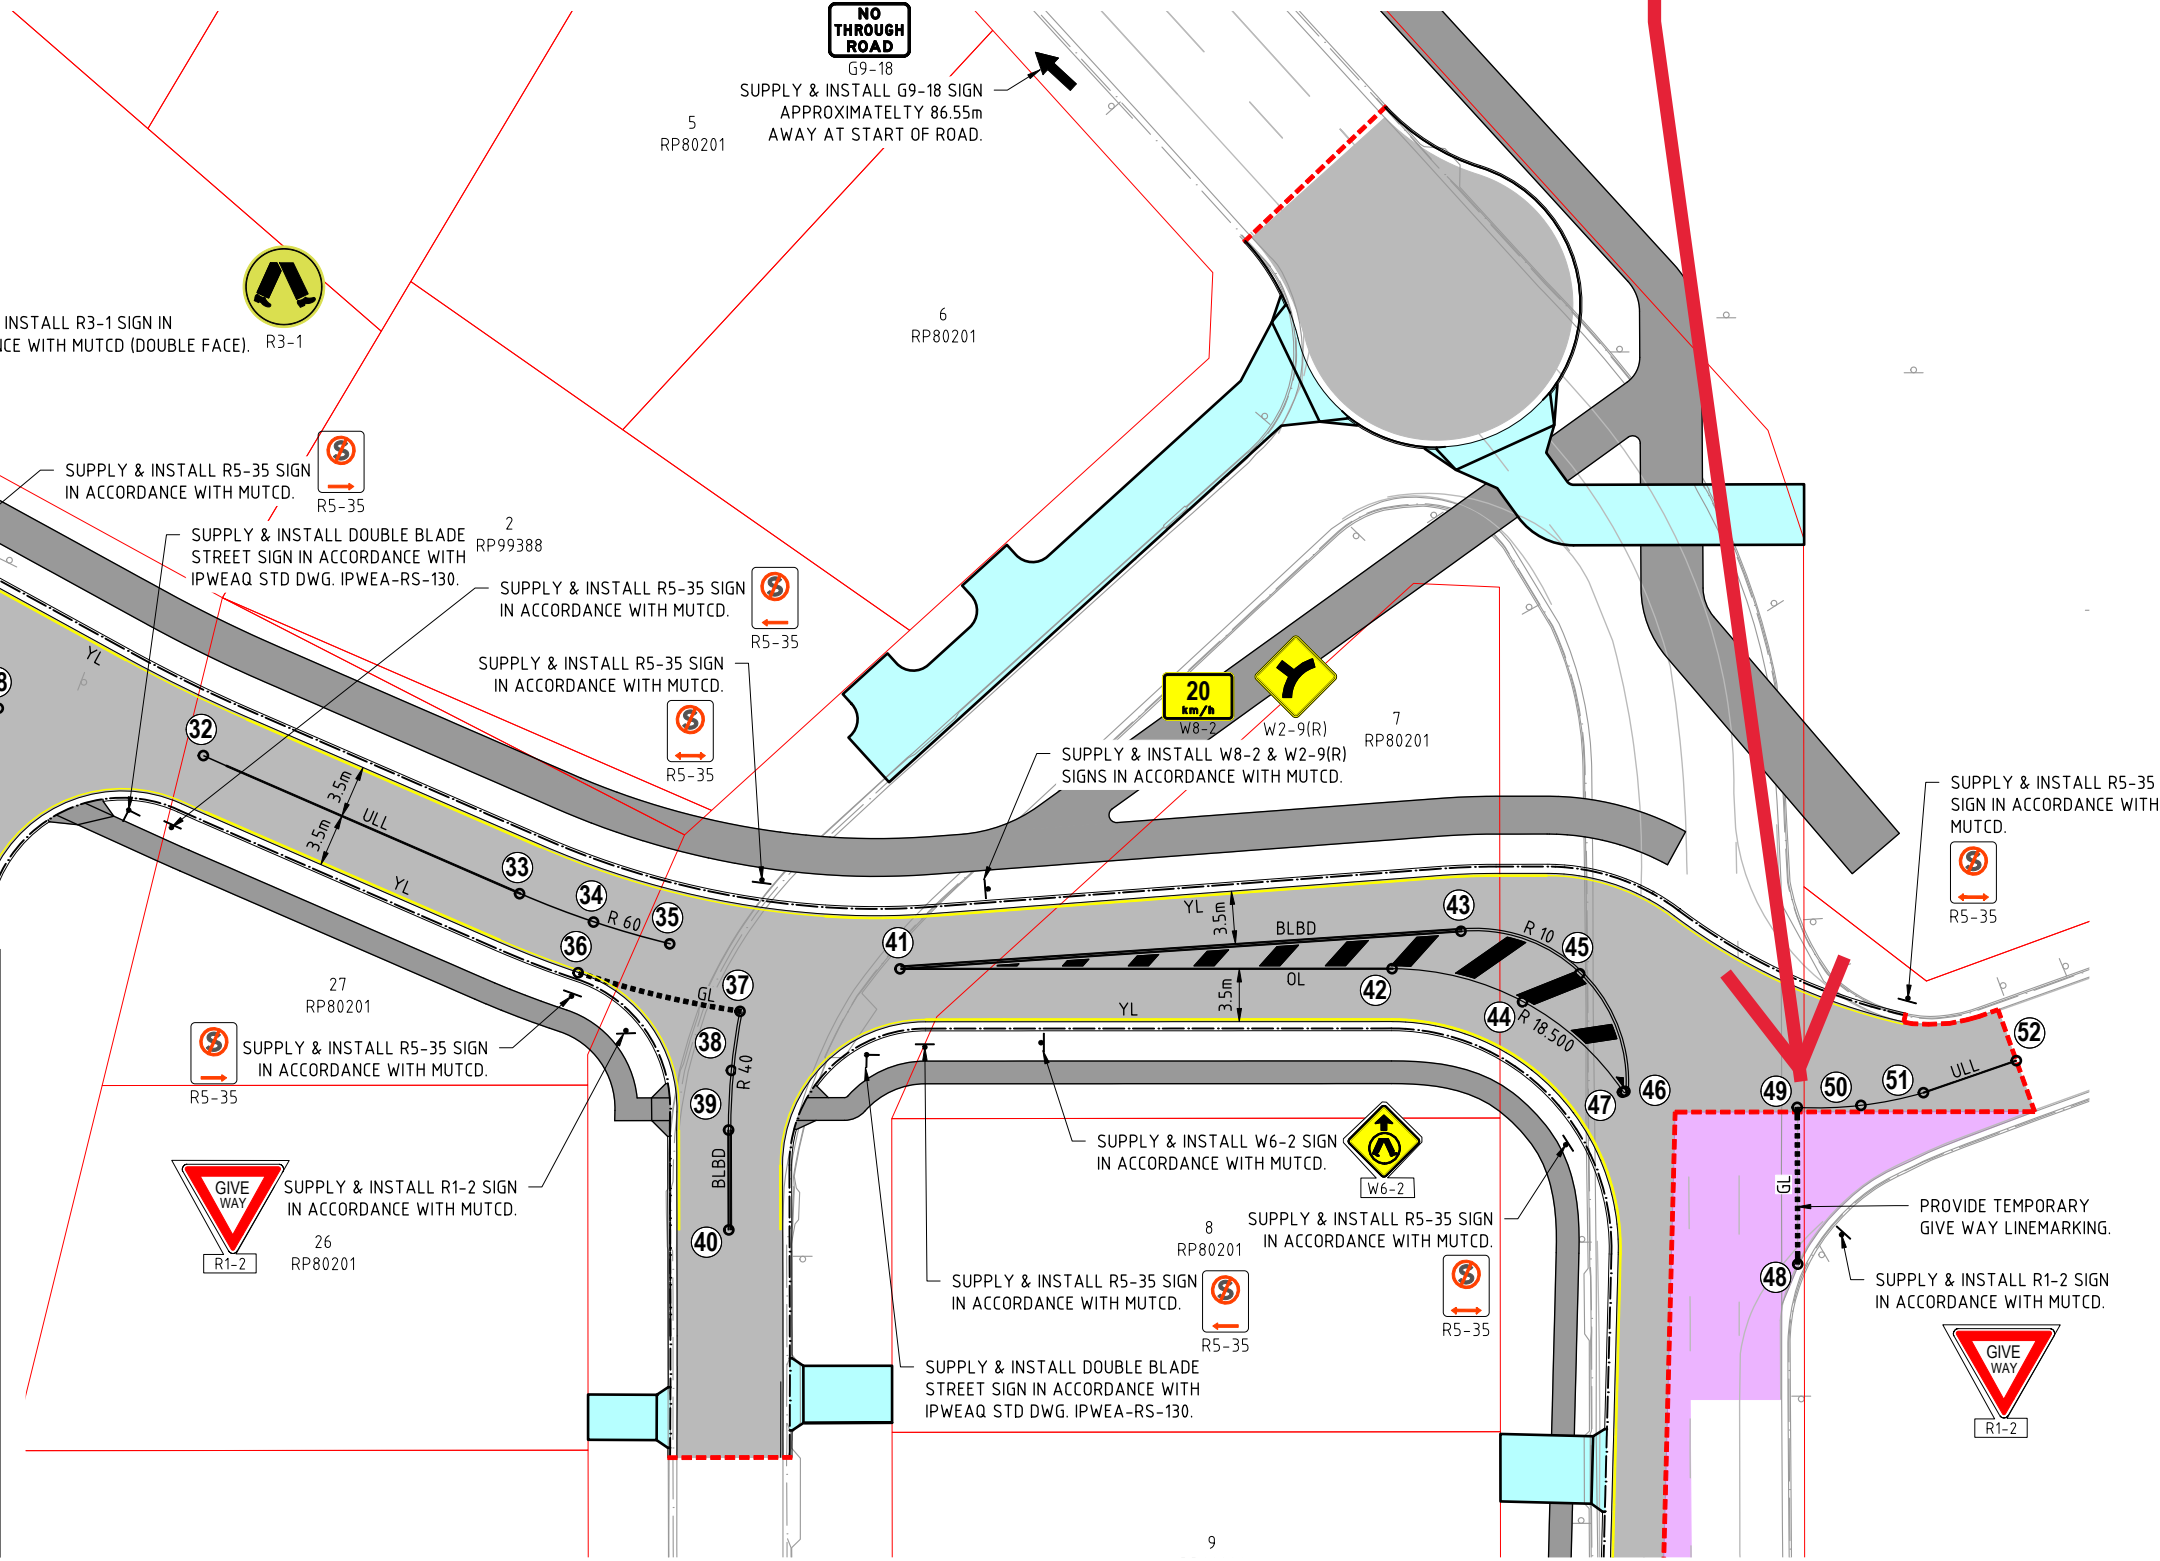 NO
THROUGH
ROAD
G9-18
SUPPLY & INSTALL G9-18 SIGN
APPROXIMATELTY 86.55m
AWAY AT START OF ROAD.
5
RP80201
6
RP80201
INSTALL R3-1 SIGN IN
NCE WITH MUTCD (DOUBLE FACE).
R3-1
SUPPLY & INSTALL R5-35 SIGN
IN ACCORDANCE WITH MUTCD.
S
R5-35
SUPPLY & INSTALL DOUBLE BLADE
STREET SIGN IN ACCORDANCE WITH
IPWEAQ STD DWG. IPWEA-RS-130.
2
RP99388
SUPPLY & INSTALL R5-35 SIGN
IN ACCORDANCE WITH MUTCD.
S
R5-35
SUPPLY & INSTALL R5-35 SIGN
IN ACCORDANCE WITH MUTCD.
S
R5-35
20
km/h
W8-2
W2-9(R)
7
RP80201
SUPPLY & INSTALL W8-2 & W2-9(R)
SIGNS IN ACCORDANCE WITH MUTCD.
SUPPLY & INSTALL R5-35
SIGN IN ACCORDANCE WITH
MUTCD.
S
R5-35
YL
8
32
3.5m
3.5m
ULL
YL
33
34
R 60
35
36
GL
37
38
R 40
39
BLBD
40
41
YL
3.5m
BLBD
43
R 10
45
OL
42
3.5m
YL
44
R 18.500
47
46
49
50
51
ULL
52
GL
48
27
RP80201
S
R5-35
SUPPLY & INSTALL R5-35 SIGN
IN ACCORDANCE WITH MUTCD.
GIVE
WAY
R1-2
SUPPLY & INSTALL R1-2 SIGN
IN ACCORDANCE WITH MUTCD.
26
RP80201
SUPPLY & INSTALL W6-2 SIGN
IN ACCORDANCE WITH MUTCD.
W6-2
8
RP80201
SUPPLY & INSTALL R5-35 SIGN
IN ACCORDANCE WITH MUTCD.
S
R5-35
SUPPLY & INSTALL R5-35 SIGN
IN ACCORDANCE WITH MUTCD.
S
R5-35
SUPPLY & INSTALL DOUBLE BLADE
STREET SIGN IN ACCORDANCE WITH
IPWEAQ STD DWG. IPWEA-RS-130.
PROVIDE TEMPORARY
GIVE WAY LINEMARKING.
SUPPLY & INSTALL R1-2 SIGN
IN ACCORDANCE WITH MUTCD.
GIVE
WAY
R1-2
9